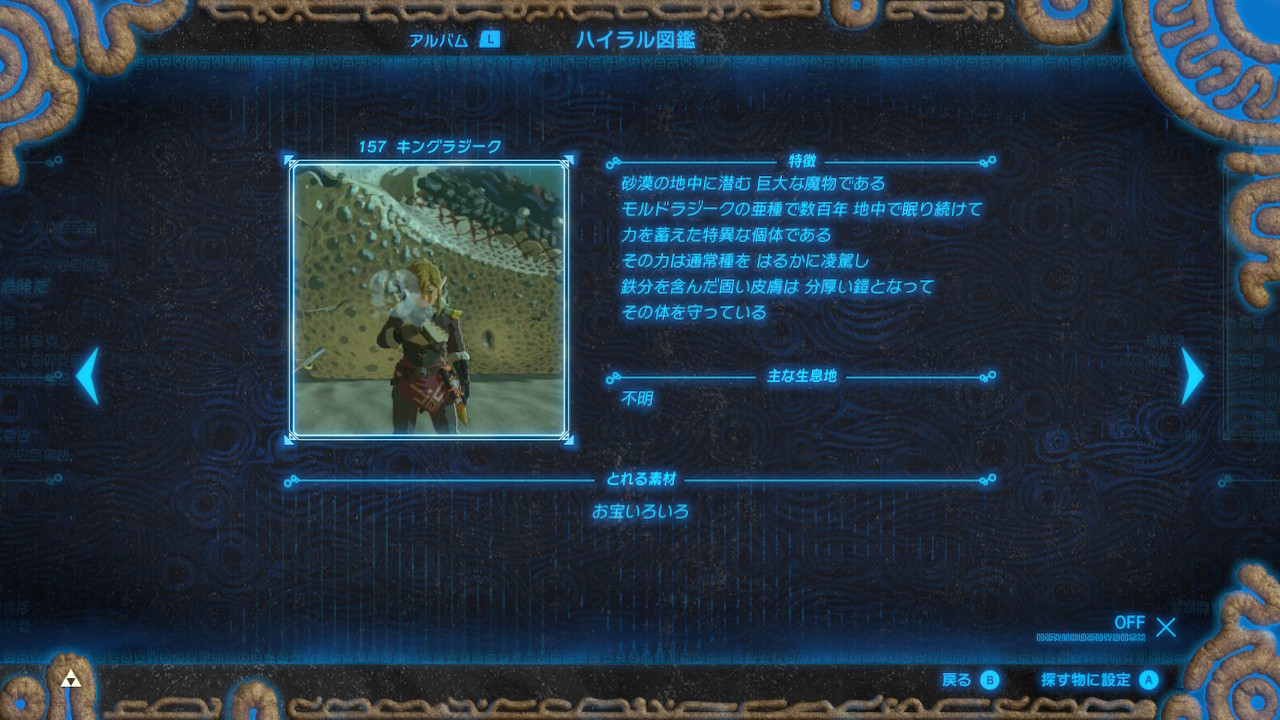 アルバム L
ハイラル図鑑
157 キングラジーク
特徴
砂漠の地中に潜む 巨大な魔物である
モルドラジークの亜種で数百年 地中で眠り続けて
力を蓄えた特異な個体である
その力は通常種を はるかに凌駕し
鉄分を含んだ固い皮膚は 分厚い鎧となって
その体を守っている
主な生息地
不明
とれる素材
お宝いろいろ
OFF
戻る B
探す物に設定 A